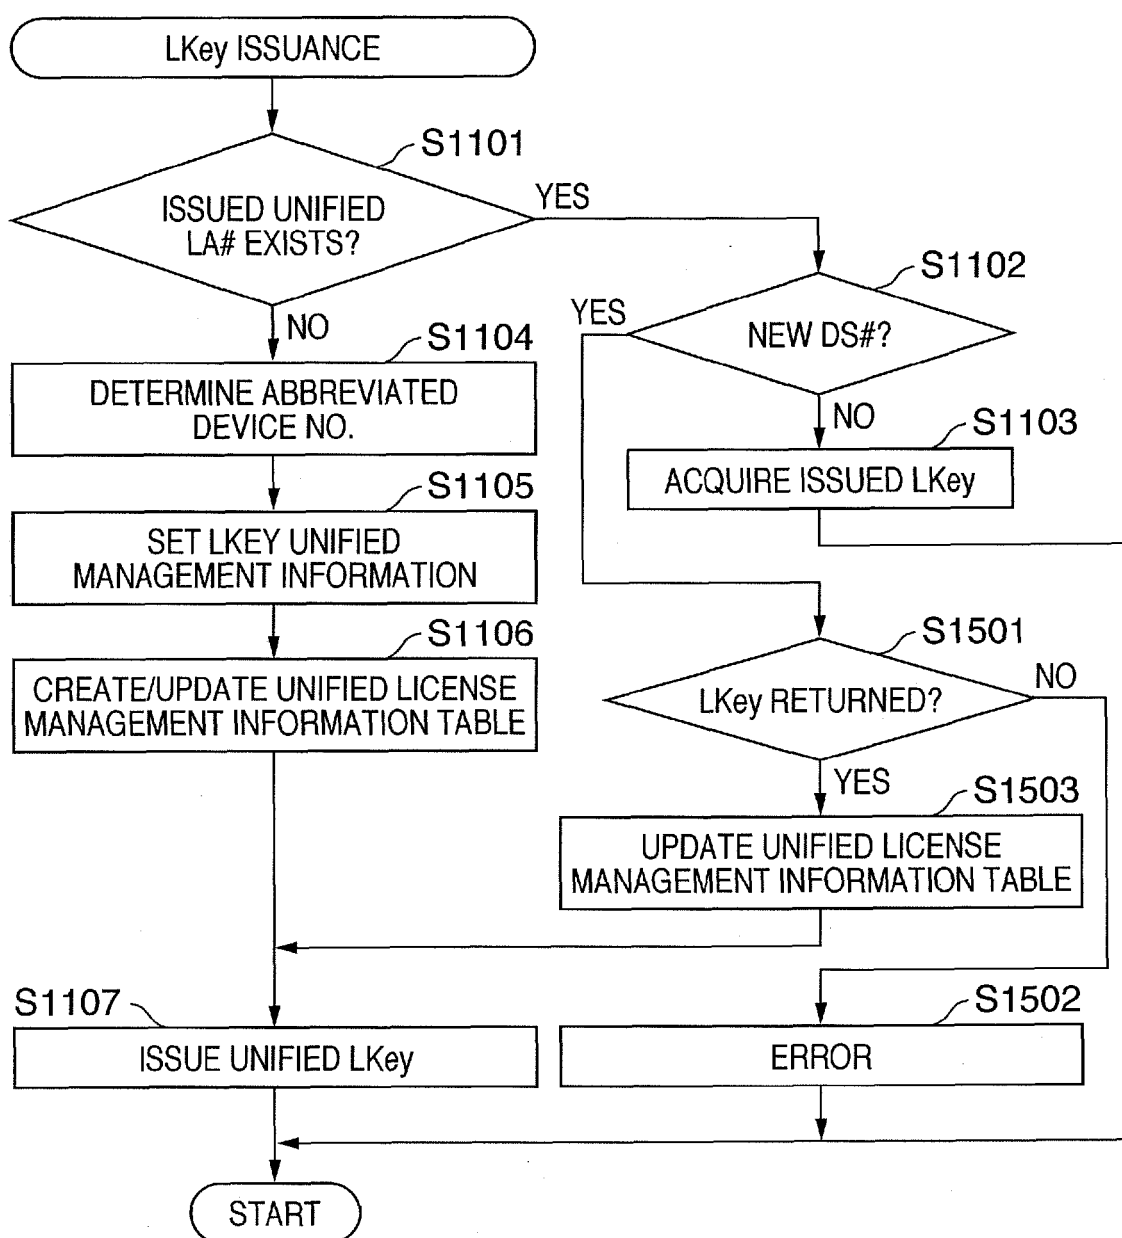 LKey ISSUANCE
S1101
ISSUED UNIFIED
LA# EXISTS?
YES
NO
S1102
NEW DS#?
YES
NO
S1103
ACQUIRE ISSUED LKey
S1104
DETERMINE ABBREVIATED
DEVICE NO.
S1105
SET LKEY UNIFIED
MANAGEMENT INFORMATION
S1106
CREATE/UPDATE UNIFIED LICENSE
MANAGEMENT INFORMATION TABLE
S1501
LKey RETURNED?
NO
YES
S1503
UPDATE UNIFIED LICENSE
MANAGEMENT INFORMATION TABLE
S1107
ISSUE UNIFIED LKey
S1502
ERROR
START